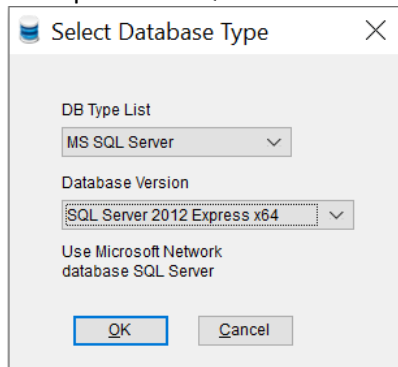 Select Database Type
DB Type List
MS SQL Server
Database Version
SQL Server 2012 Express x64
Use Microsoft Network
database SQL Server
OK
Cancel